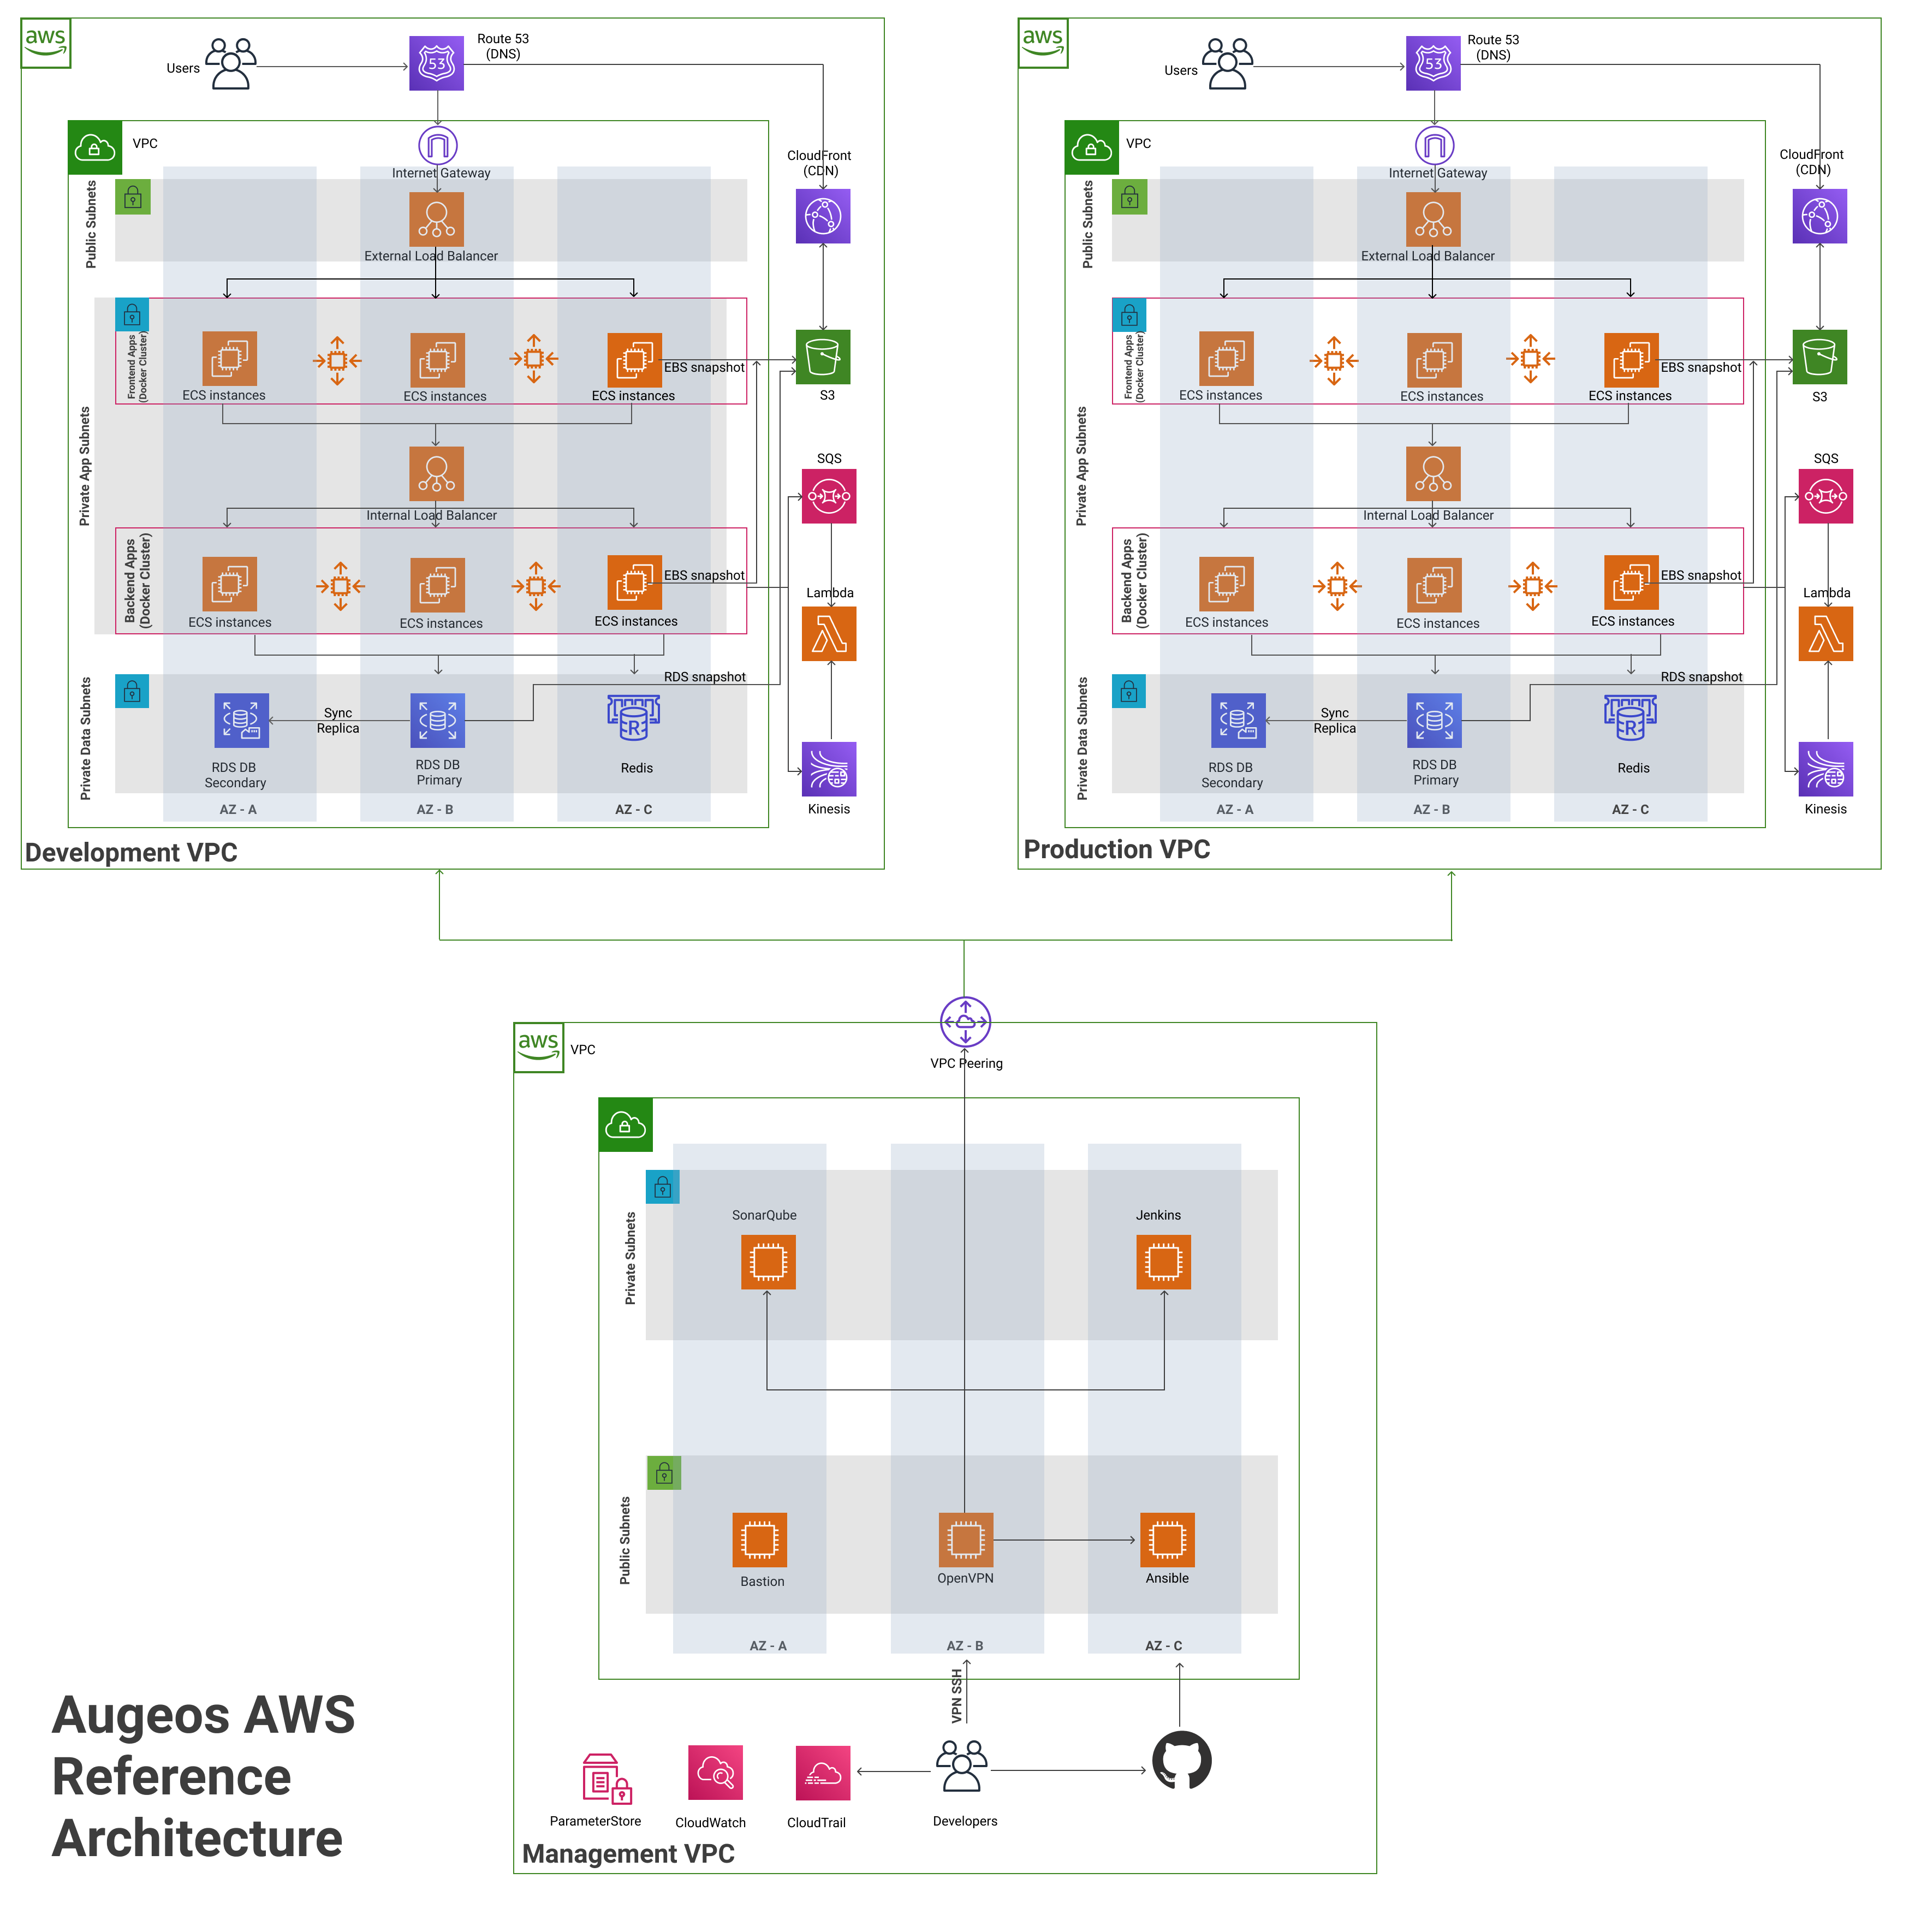 aws
Users
Route 53
(DNS)
53
VPC
Internet Gateway
CloudFront
(CDN)
Public Subnets
External Load Balancer
Private App Subnets
Frontend Apps
(Docker Cluster)
ECS instances
ECS instances
ECS instances
EBS snapshot
S3
SQS
Internal Load Balancer
Backend Apps
(Docker Cluster)
ECS instances
ECS instances
ECS instances
EBS snapshot
Lambda
RDS snapshot
Private Data Subnets
Sync
Replica
R
RDS DB
Secondary
RDS DB
Primary
Redis
Kinesis
AZ - A
AZ - B
AZ - C
Development VPC
aws
Users
Route 53
(DNS)
53
VPC
Internet Gateway
CloudFront
(CDN)
Public Subnets
External Load Balancer
Private App Subnets
Frontend Apps
(Docker Cluster)
ECS instances
ECS instances
ECS instances
EBS snapshot
S3
SQS
Internal Load Balancer
Backend Apps
(Docker Cluster)
ECS instances
ECS instances
ECS instances
EBS snapshot
Lambda
RDS snapshot
Private Data Subnets
Sync
Replica
R
RDS DB
Secondary
RDS DB
Primary
Redis
Kinesis
AZ - A
AZ - B
AZ - C
Production VPC
aws
VPC
VPC Peering
Private Subnets
SonarQube
Jenkins
Public Subnets
Bastion
OpenVPN
Ansible
AZ - A
AZ - B
AZ - C
VPN SSH
ParameterStore
CloudWatch
CloudTrail
Developers
Management VPC
Augeos AWS
Reference
Architecture